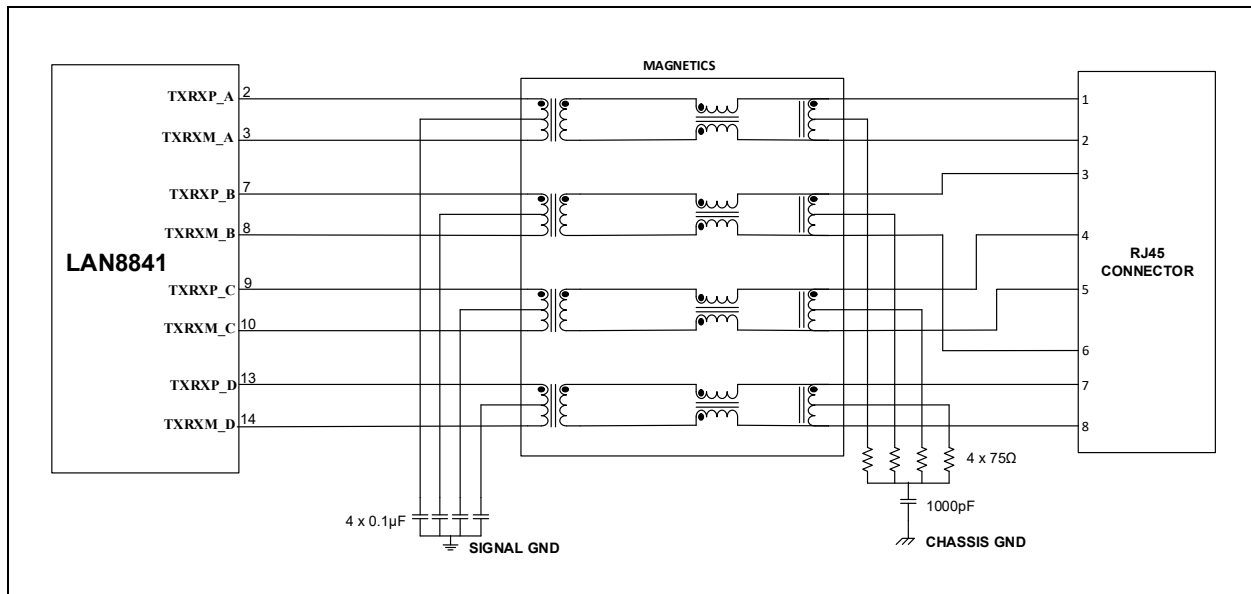 MAGNETICS
LAN8841
TXRXP_A 2
TXRXM_A 3
TXRXP_B 7
TXRXM_B 8
TXRXP_C 9
TXRXM_C 10
TXRXP_D 13
TXRXM_D 14
1
2
3
4
5
6
7
8
RJ45
CONNECTOR
4 x 75Ω
1000pF
CHASSIS GND
4 x 0.1µF
SIGNAL GND